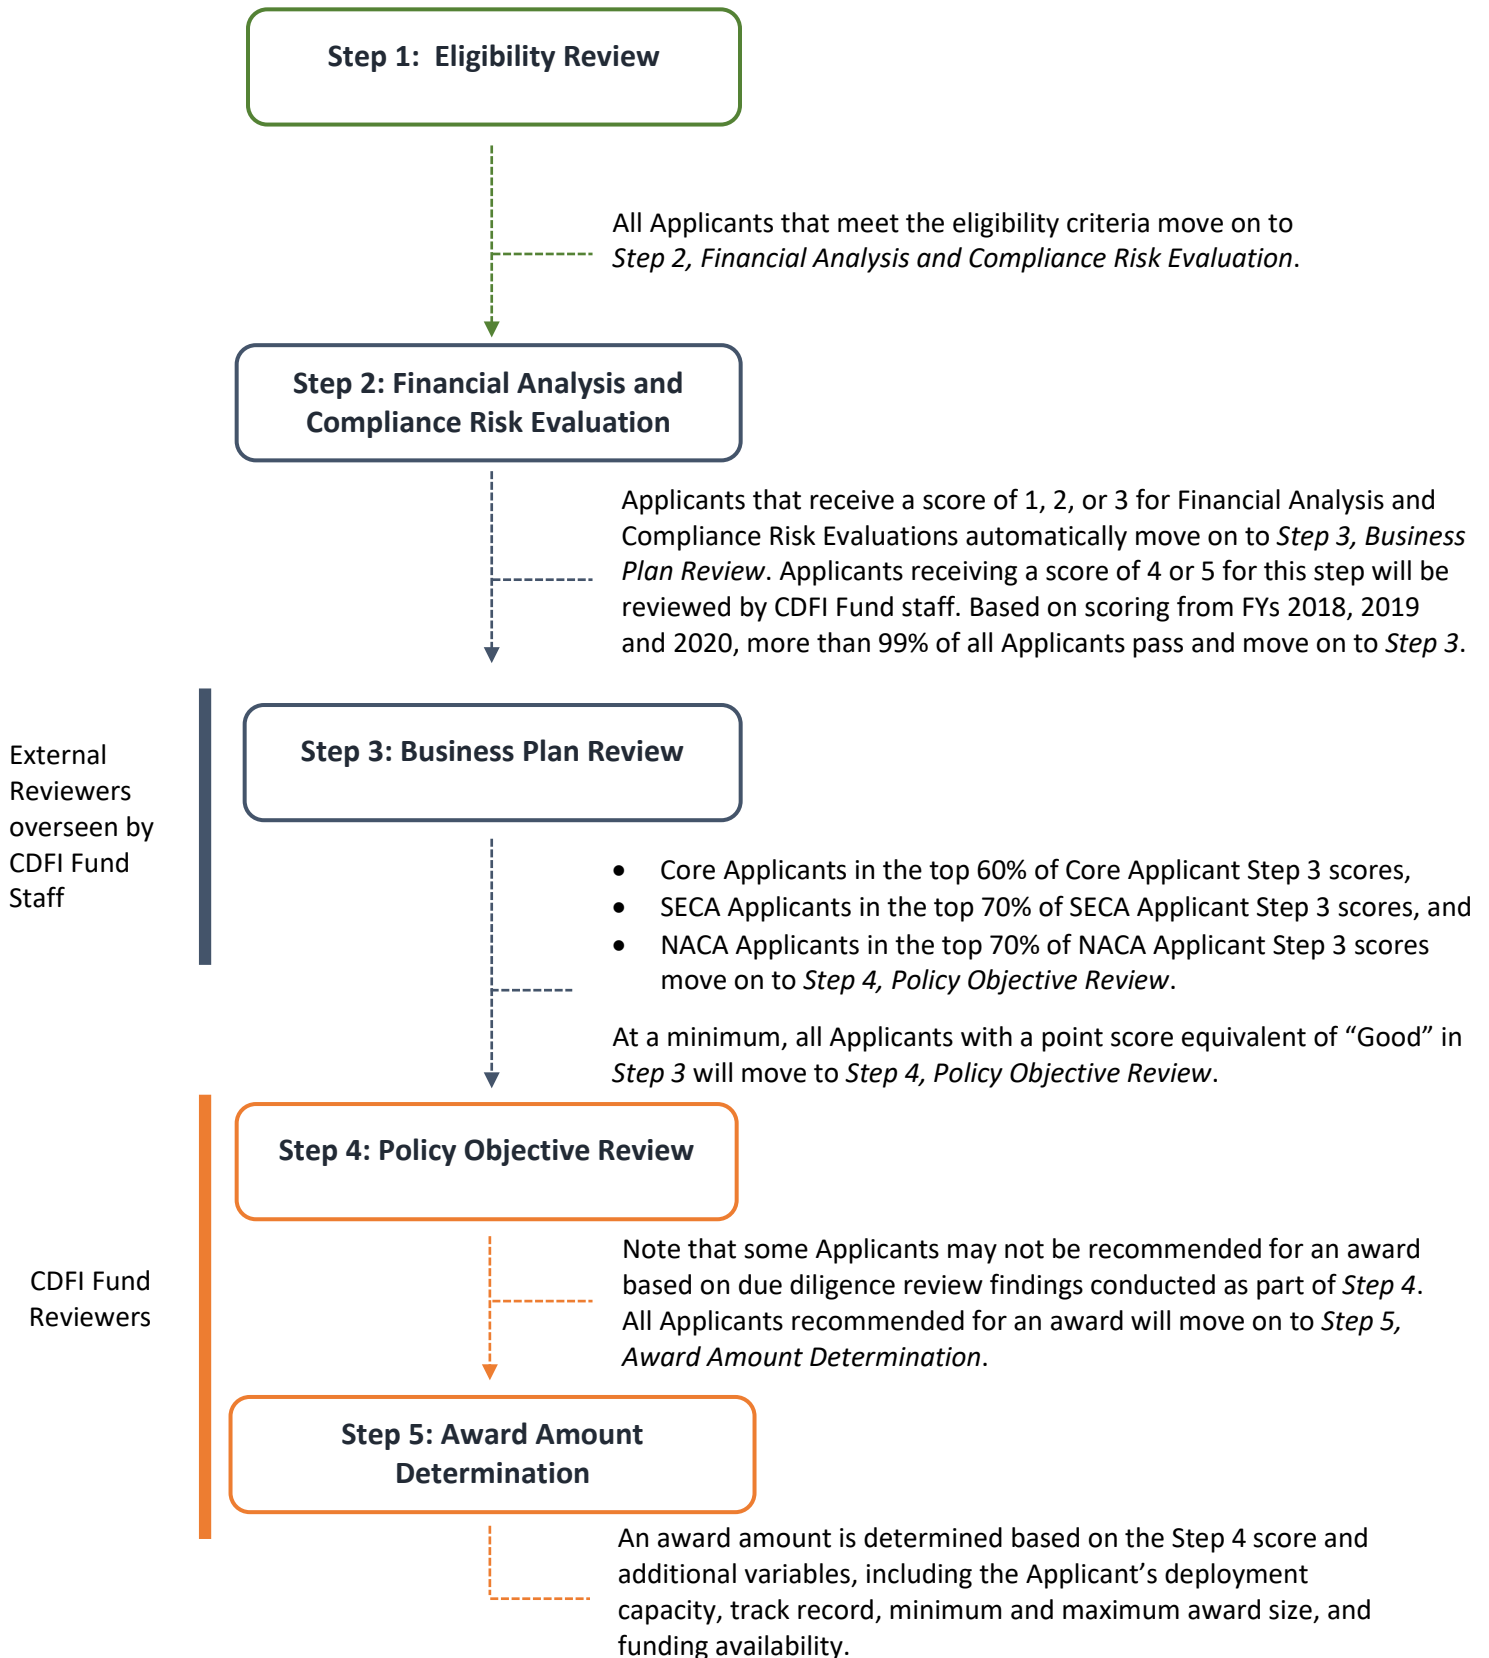 Step 1:  Eligibility Review
All Applicants that meet the eligibility criteria move on to
Step 2, Financial Analysis and Compliance Risk Evaluation.
Step 2: Financial Analysis and
Compliance Risk Evaluation
Applicants that receive a score of 1, 2, or 3 for Financial Analysis and
Compliance Risk Evaluations automatically move on to Step 3, Business
Plan Review. Applicants receiving a score of 4 or 5 for this step will be
reviewed by CDFI Fund staff. Based on scoring from FYs 2018, 2019
and 2020, more than 99% of all Applicants pass and move on to Step 3.
External
Reviewers
overseen by
CDFI Fund
Staff
Step 3: Business Plan Review
• Core Applicants in the top 60% of Core Applicant Step 3 scores,
• SECA Applicants in the top 70% of SECA Applicant Step 3 scores, and
• NACA Applicants in the top 70% of NACA Applicant Step 3 scores
move on to Step 4, Policy Objective Review.
At a minimum, all Applicants with a point score equivalent of “Good” in
Step 3 will move to Step 4, Policy Objective Review.
CDFI Fund
Reviewers
Step 4: Policy Objective Review
Note that some Applicants may not be recommended for an award
based on due diligence review findings conducted as part of Step 4.
All Applicants recommended for an award will move on to Step 5,
Award Amount Determination.
Step 5: Award Amount
Determination
An award amount is determined based on the Step 4 score and
additional variables, including the Applicant’s deployment
capacity, track record, minimum and maximum award size, and
funding availability.